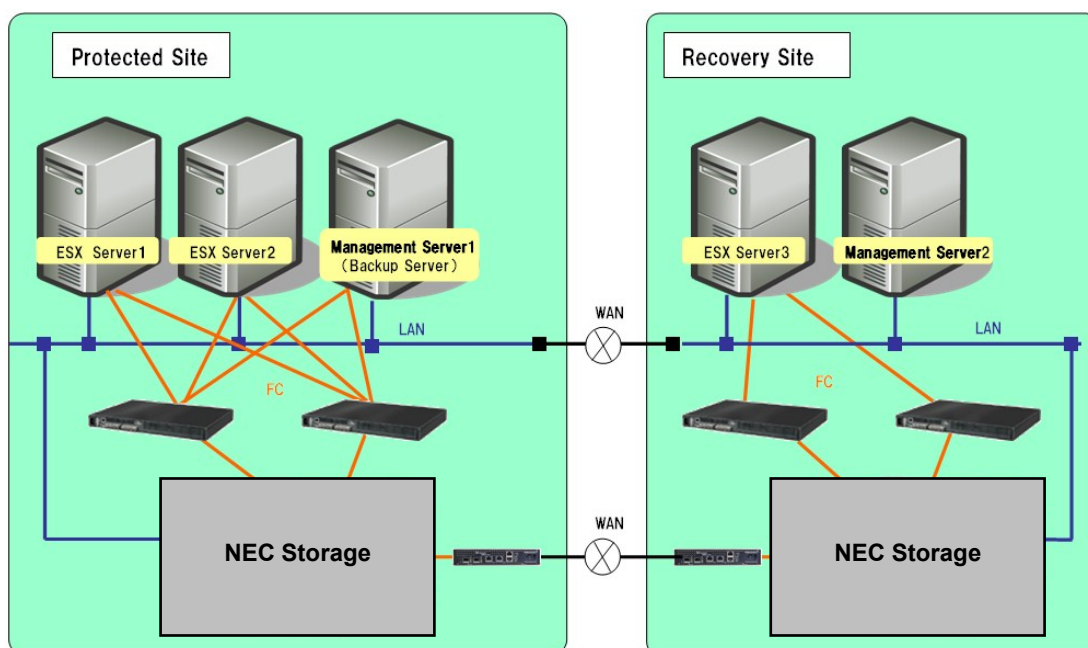 Protected Site
ESX Server1
ESX Server2
Management Server1
(Backup Server)
LAN
FC
NEC Storage
WAN
WAN
Recovery Site
ESX Server3
Management Server2
LAN
FC
NEC Storage